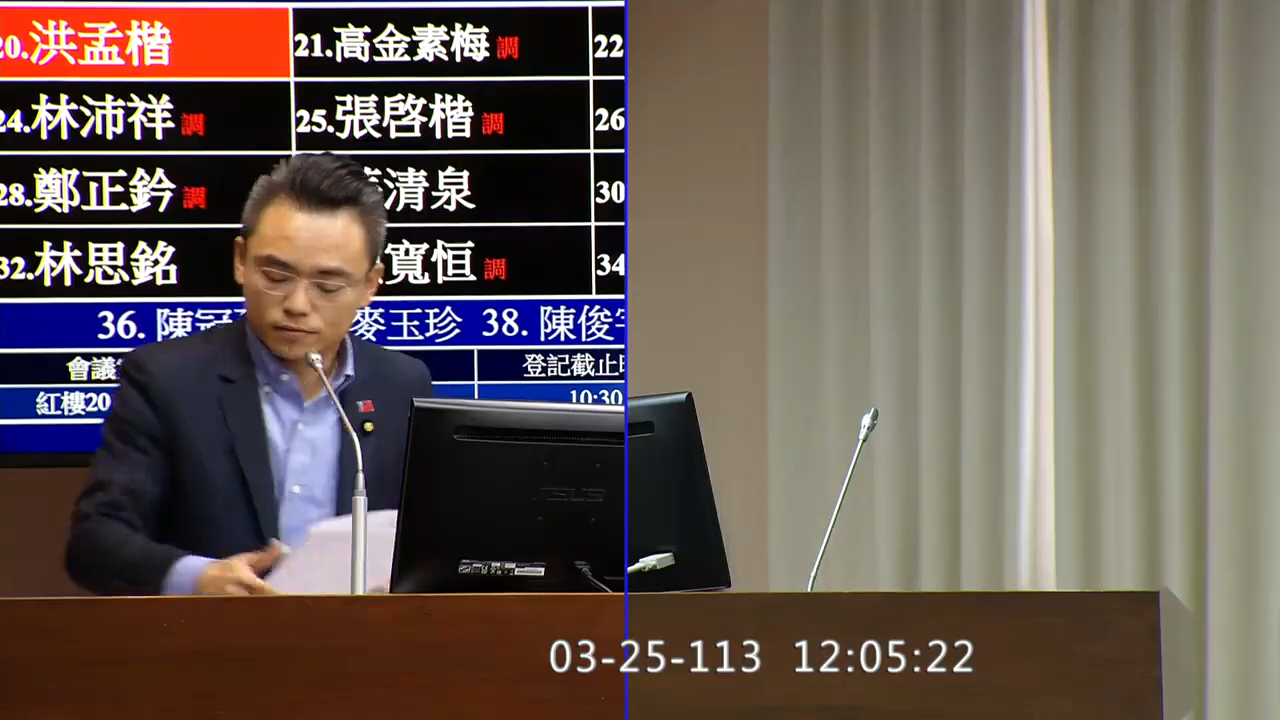 20.洪孟楷 21.高金素梅 調 22
24.林沛祥 調 25.張啓楷 調 26
28.鄭正鈐 調 清泉 30
32.林思銘 寬恒 調 34
36. 陳冠 麥玉珍 38. 陳俊宇
會議 登記截止時
紅樓20 10:30
ASUS
03-25-113 12:05:22